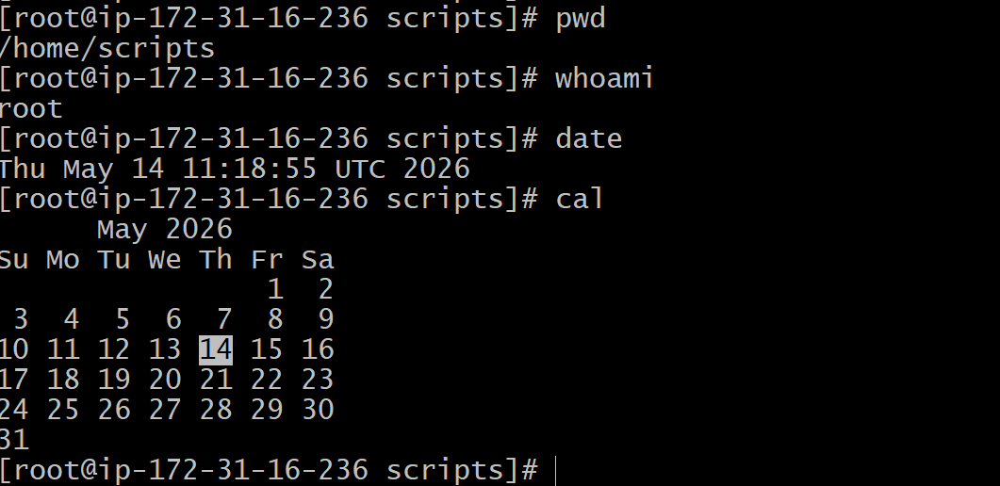 [root@ip-172-31-16-236 scripts]# pwd
/home/scripts
[root@ip-172-31-16-236 scripts]# whoami
root
[root@ip-172-31-16-236 scripts]# date
Thu May 14 11:18:55 UTC 2026
[root@ip-172-31-16-236 scripts]# cal
      May 2026
Su Mo Tu We Th Fr Sa
                1  2
 3  4  5  6  7  8  9
10 11 12 13 14 15 16
17 18 19 20 21 22 23
24 25 26 27 28 29 30
31
[root@ip-172-31-16-236 scripts]#